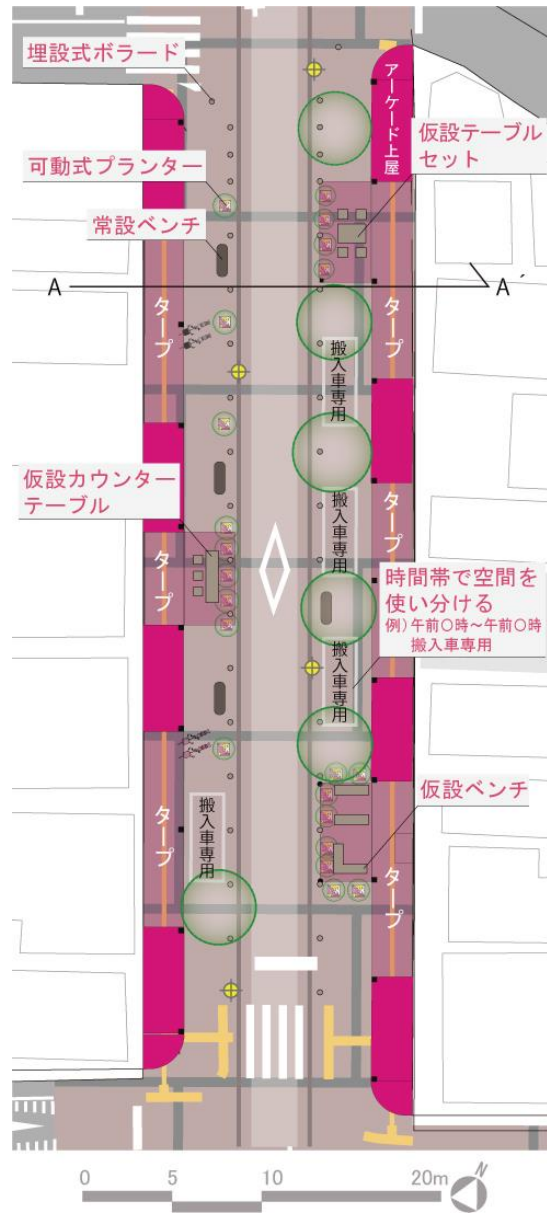 埋設式ボラード
アーケード上屋
仮設テーブル
セット
可動式プランター
常設ベンチ
A
A´
タープ
タープ
搬入車専用
仮設カウンター
テーブル
タープ
搬入車専用
タープ
時間帯で空間を
使い分ける
例)午前〇時～午前〇時
搬入車専用
搬入車専用
タープ
搬入車専用
仮設ベンチ
タープ
0 5 10 20m
N